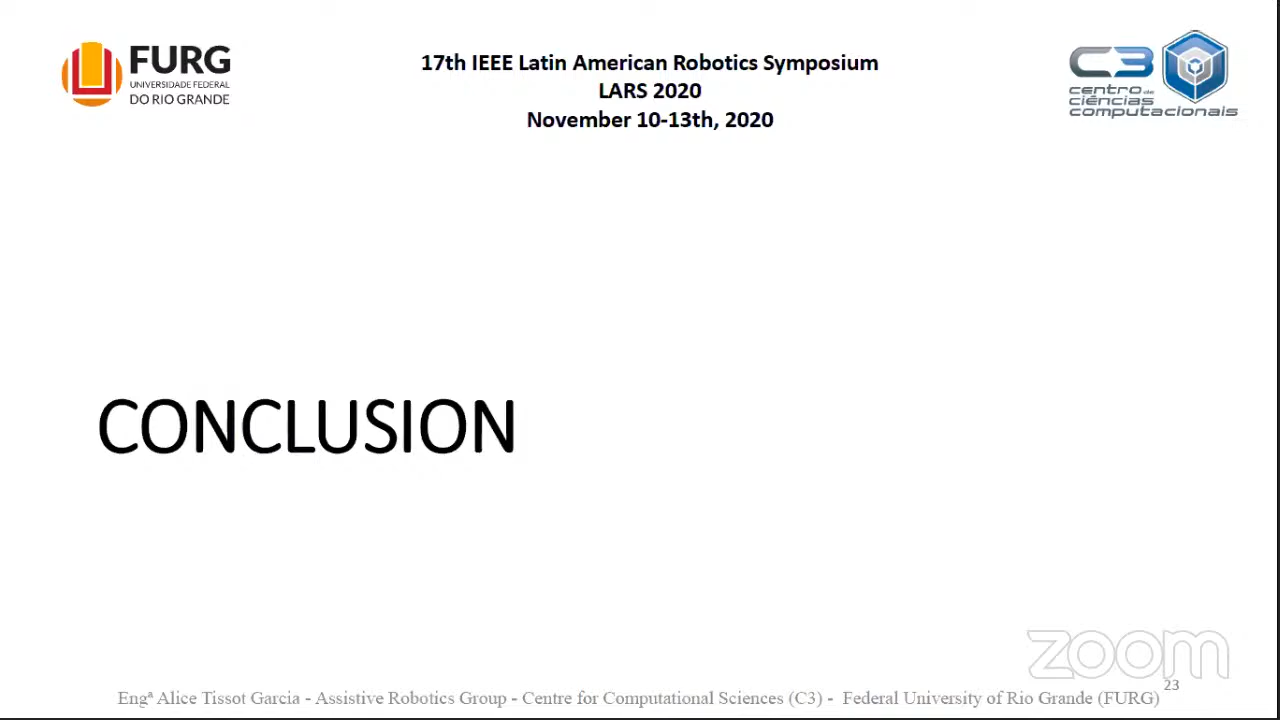 FURG
UNIVERSIDADE FEDERAL
DO RIO GRANDE
17th IEEE Latin American Robotics Symposium
LARS 2020
November 10-13th, 2020
C3
centro de
ciências
computacionais
CONCLUSION
zoom
23
Engª Alice Tissot Garcia - Assistive Robotics Group - Centre for Computational Sciences (C3) - Federal University of Rio Grande (FURG)